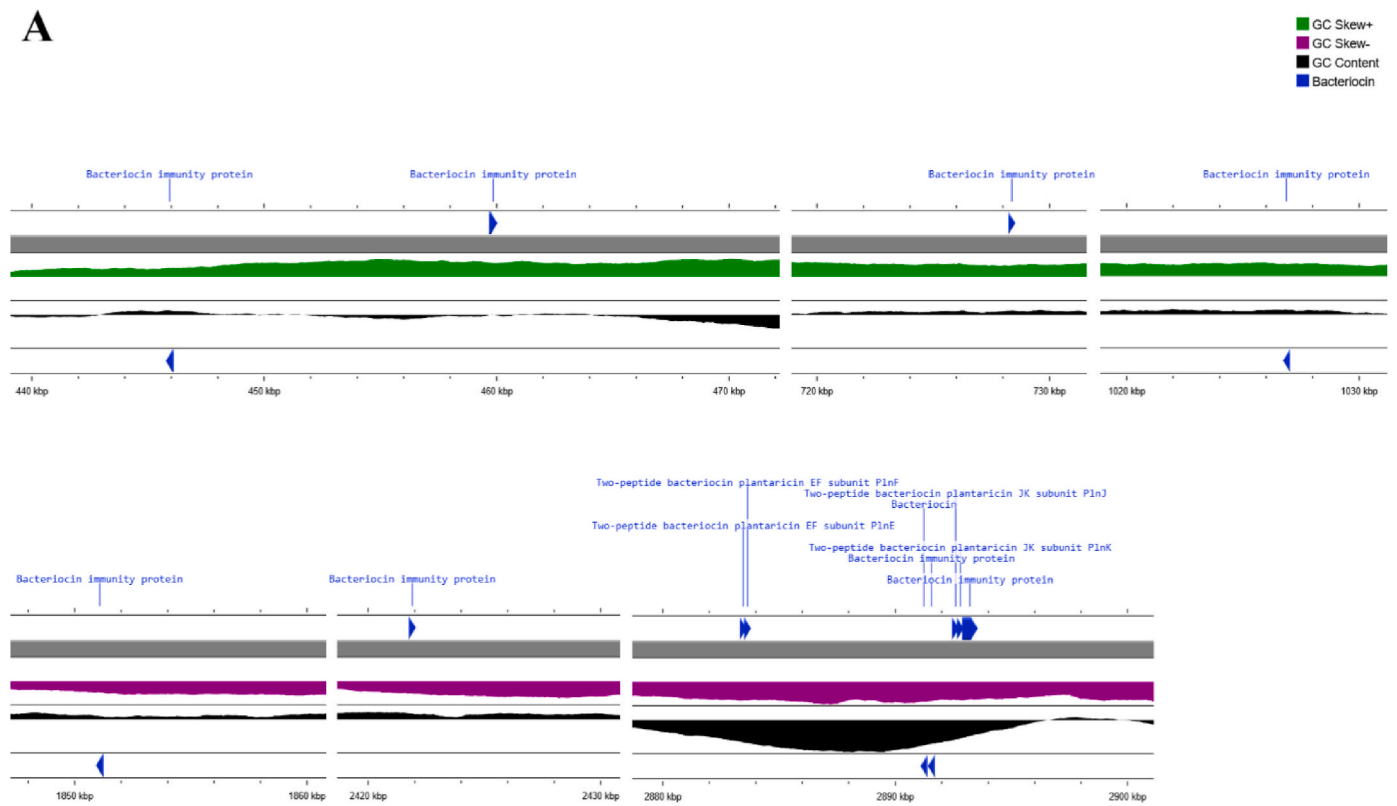 A
GC Skew+
GC Skew-
GC Content
Bacteriocin
Bacteriocin immunity protein
Bacteriocin immunity protein
Bacteriocin immunity protein
Bacteriocin immunity protein
440 kbp
450 kbp
460 kbp
470 kbp
720 kbp
730 kbp
1020 kbp
1030 kbp
Two-peptide bacteriocin plantaricin EF subunit PlnF
Two-peptide bacteriocin plantaricin JK subunit PlnJ
Bacteriocin
Two-peptide bacteriocin plantaricin EF subunit PlnE
Two-peptide bacteriocin plantaricin JK subunit PlnK
Bacteriocin immunity protein
Bacteriocin immunity protein
Bacteriocin immunity protein
Bacteriocin immunity protein
1850 kbp
1860 kbp
2420 kbp
2430 kbp
2880 kbp
2890 kbp
2900 kbp